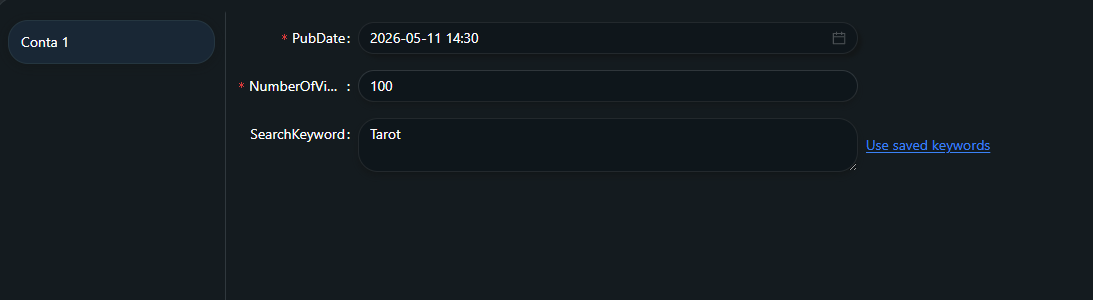 Conta 1
* PubDate: 2026-05-11 14:30
* NumberOfVi... : 100
SearchKeyword: Tarot
Use saved keywords